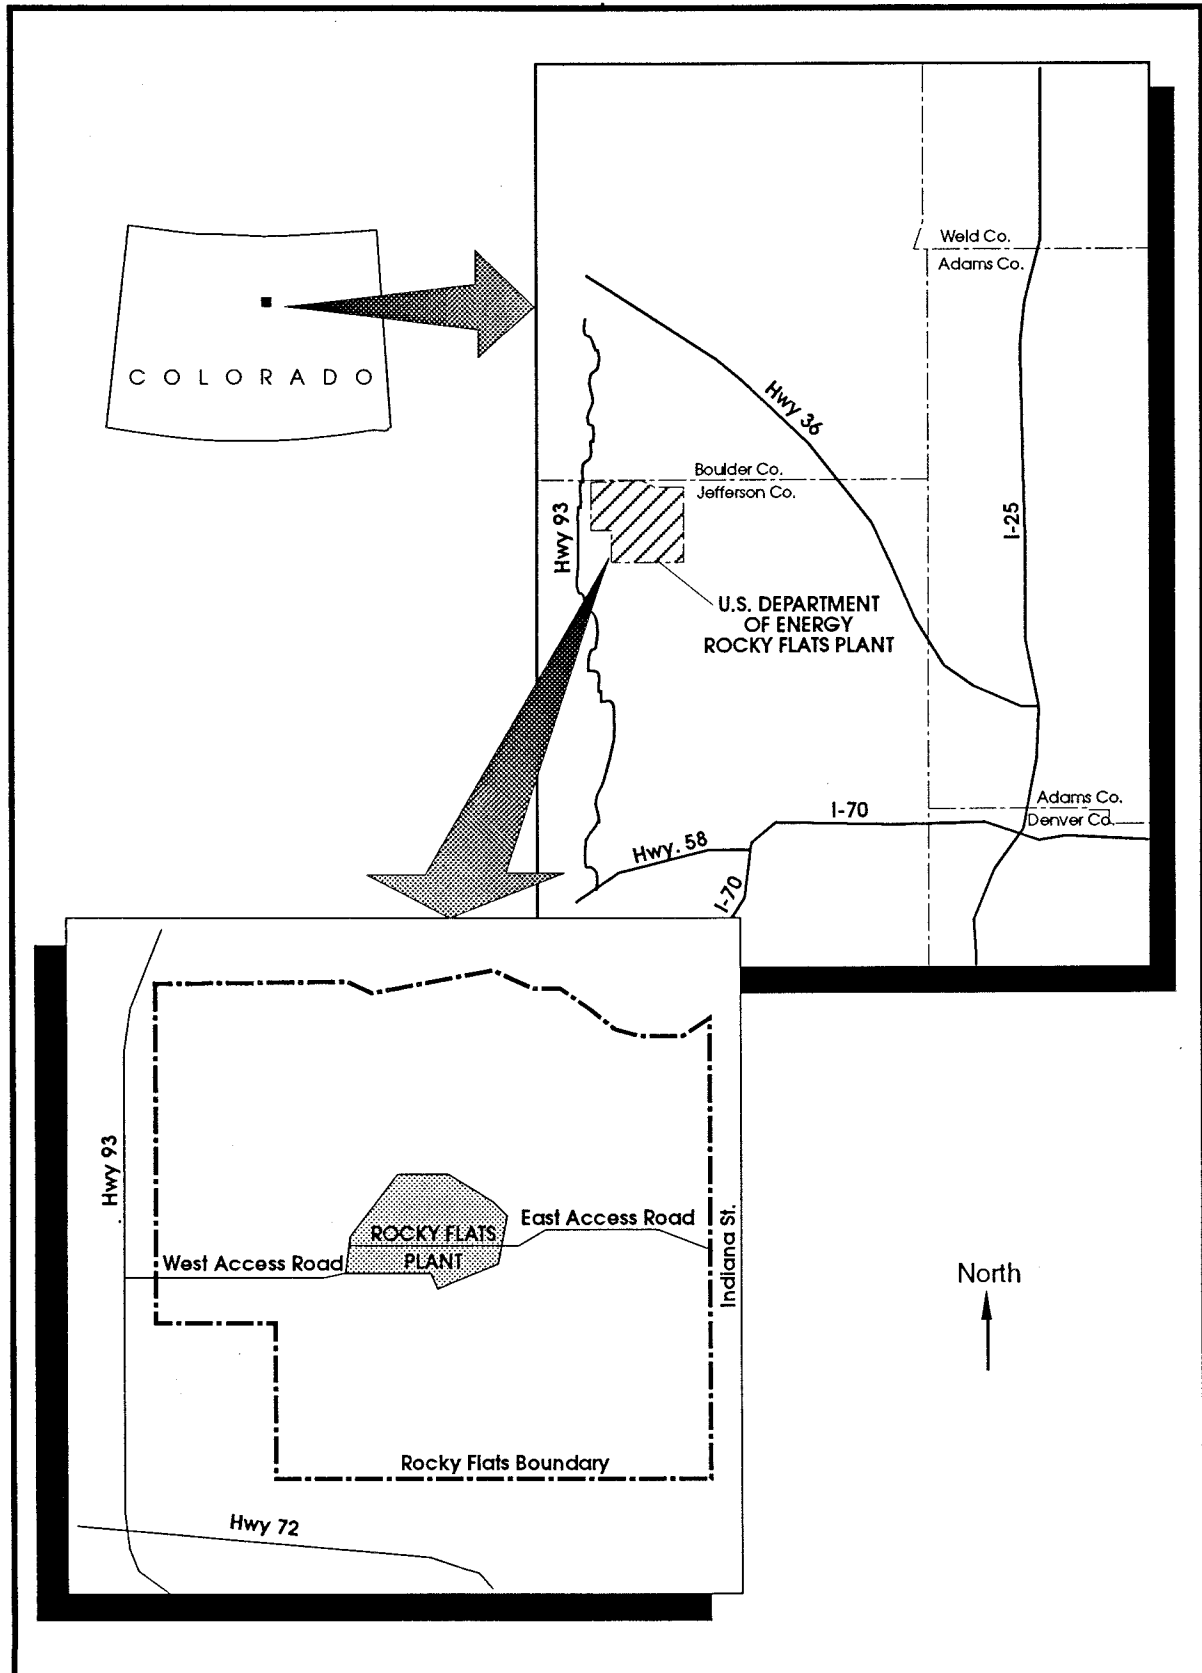 Weld Co.
Adams Co.
C O L O R A D O
Hwy 36
Boulder Co.
Jefferson Co.
Hwy 93
I-25
U.S. DEPARTMENT
OF ENERGY
ROCKY FLATS PLANT
Adams Co.
Denver Co.
I-70
Hwy. 58
I-70
Hwy 93
East Access Road
ROCKY FLATS
PLANT
West Access Road
Indiana St.
North
Rocky Flats Boundary
Hwy 72